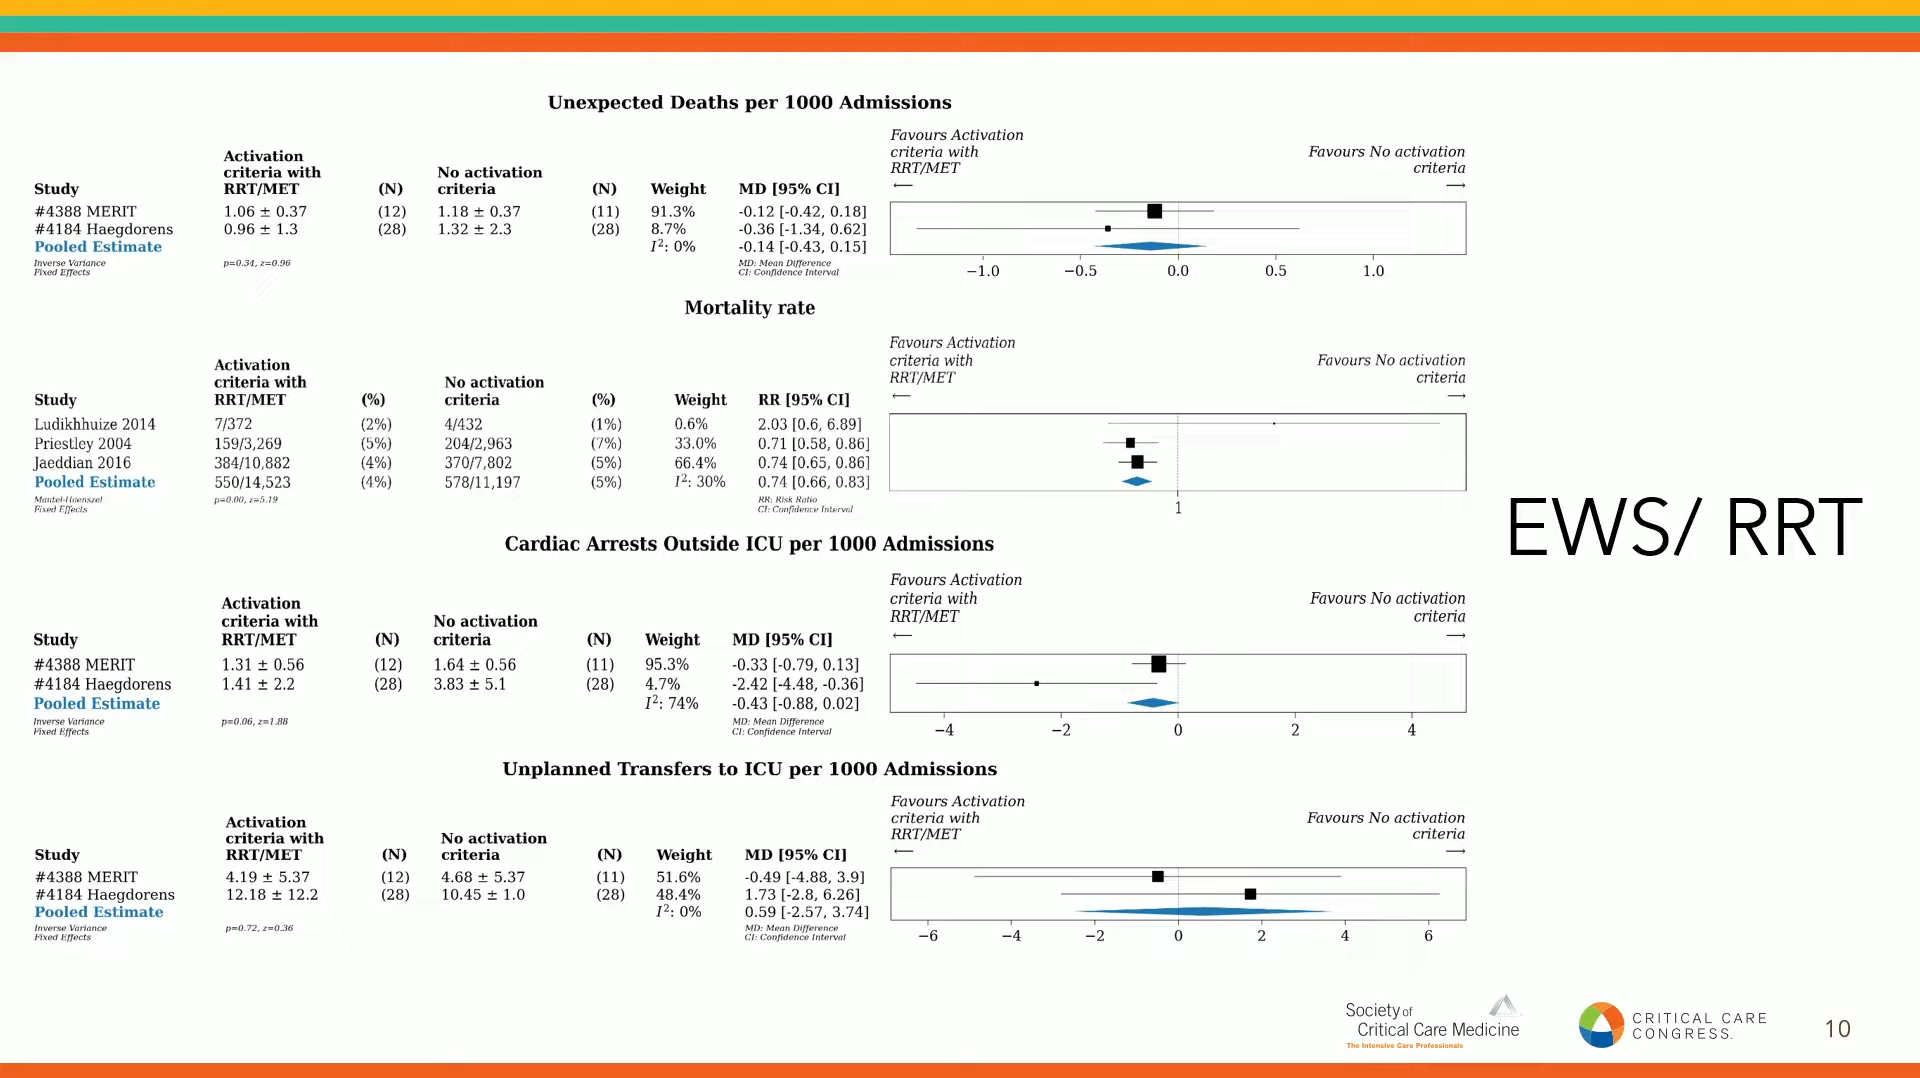 Unexpected Deaths per 1000 Admissions
Favours Activation
criteria with
RRT/MET
Favours No activation
criteria
← →
Activation
criteria with
RRT/MET
No activation
criteria
Study (N) (N) Weight MD [95% CI]
#4388 MERIT 1.06 ± 0.37 (12) 1.18 ± 0.37 (11) 91.3% -0.12 [-0.42, 0.18]
#4184 Haegdorens 0.96 ± 1.3 (28) 1.32 ± 2.3 (28) 8.7% -0.36 [-1.34, 0.62]
Pooled Estimate I²: 0% -0.14 [-0.43, 0.15]
Inverse Variance p=0.34, z=0.96 MD: Mean Difference
Fixed Effects CI: Confidence Interval
−1.0 −0.5 0.0 0.5 1.0
Mortality rate
Favours Activation
criteria with
RRT/MET
Favours No activation
criteria
← →
Activation
criteria with
RRT/MET
No activation
criteria
Study (%) (%) Weight RR [95% CI]
Ludikhhuize 2014 7/372 (2%) 4/432 (1%) 0.6% 2.03 [0.6, 6.89]
Priestley 2004 159/3,269 (5%) 204/2,963 (7%) 33.0% 0.71 [0.58, 0.86]
Jaeddian 2016 384/10,882 (4%) 370/7,802 (5%) 66.4% 0.74 [0.65, 0.86]
Pooled Estimate 550/14,523 (4%) 578/11,197 (5%) I²: 30% 0.74 [0.66, 0.83]
Mantel-Haenszel p=0.00, z=5.19 RR: Risk Ratio
Fixed Effects CI: Confidence Interval
1
EWS/ RRT
Cardiac Arrests Outside ICU per 1000 Admissions
Favours Activation
criteria with
RRT/MET
Favours No activation
criteria
← →
Activation
criteria with
RRT/MET
No activation
criteria
Study (N) (N) Weight MD [95% CI]
#4388 MERIT 1.31 ± 0.56 (12) 1.64 ± 0.56 (11) 95.3% -0.33 [-0.79, 0.13]
#4184 Haegdorens 1.41 ± 2.2 (28) 3.83 ± 5.1 (28) 4.7% -2.42 [-4.48, -0.36]
Pooled Estimate I²: 74% -0.43 [-0.88, 0.02]
Inverse Variance p=0.06, z=1.88 MD: Mean Difference
Fixed Effects CI: Confidence Interval
−4 −2 0 2 4
Unplanned Transfers to ICU per 1000 Admissions
Favours Activation
criteria with
RRT/MET
Favours No activation
criteria
← →
Activation
criteria with
RRT/MET
No activation
criteria
Study (N) (N) Weight MD [95% CI]
#4388 MERIT 4.19 ± 5.37 (12) 4.68 ± 5.37 (11) 51.6% -0.49 [-4.88, 3.9]
#4184 Haegdorens 12.18 ± 12.2 (28) 10.45 ± 1.0 (28) 48.4% 1.73 [-2.8, 6.26]
Pooled Estimate I²: 0% 0.59 [-2.57, 3.74]
Inverse Variance p=0.72, z=0.36 MD: Mean Difference
Fixed Effects CI: Confidence Interval
−6 −4 −2 0 2 4 6
Society of
Critical Care Medicine
The Intensive Care Professionals
CRITICAL CARE
CONGRESS.
10